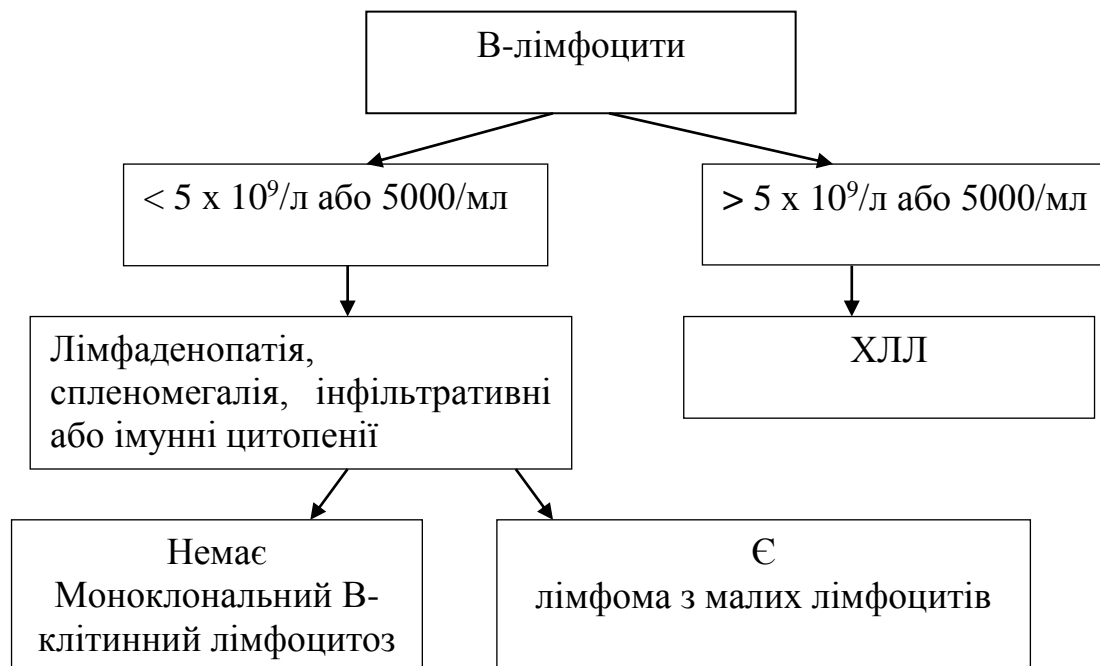 В-лімфоцити
< 5 х 10⁹/л або 5000/мл
> 5 х 10⁹/л або 5000/мл
Лімфаденопатія,
спленомегалія, інфільтративні
або імунні цитопенії
ХЛЛ
Немає
Моноклональний В-
клітинний лімфоцитоз
Є
лімфома з малих лімфоцитів